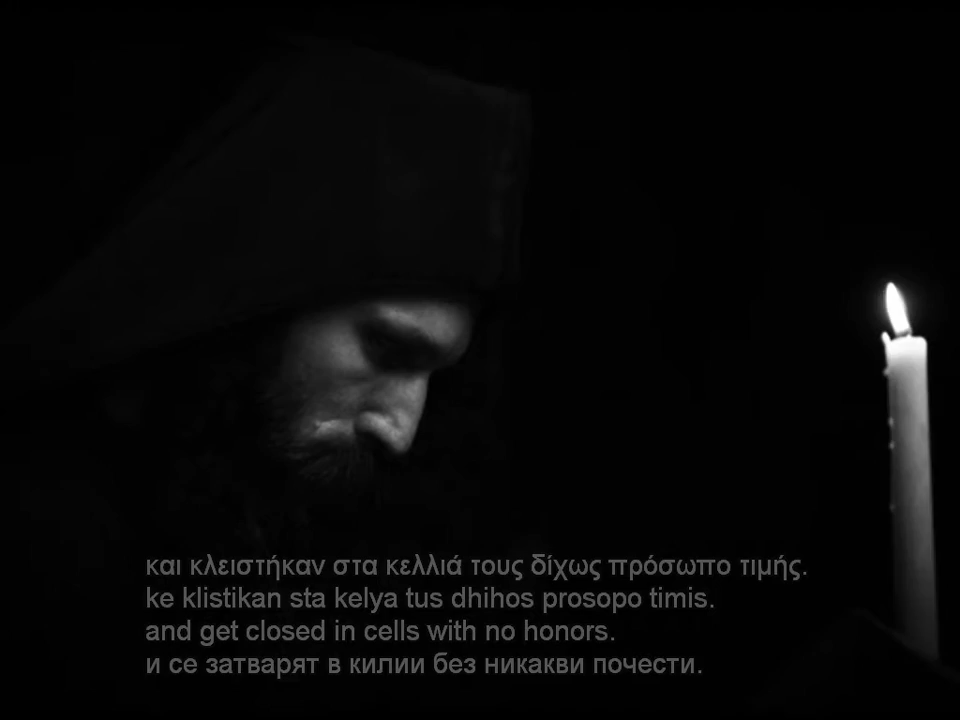 και κλειστήκαν στα κελλιά τους δίχως πρόσωπο τιμής.
ke klistikan sta kelya tus dhihos prosopo timis.
and get closed in cells with no honors.
и се затварят в килии без никакви почести.